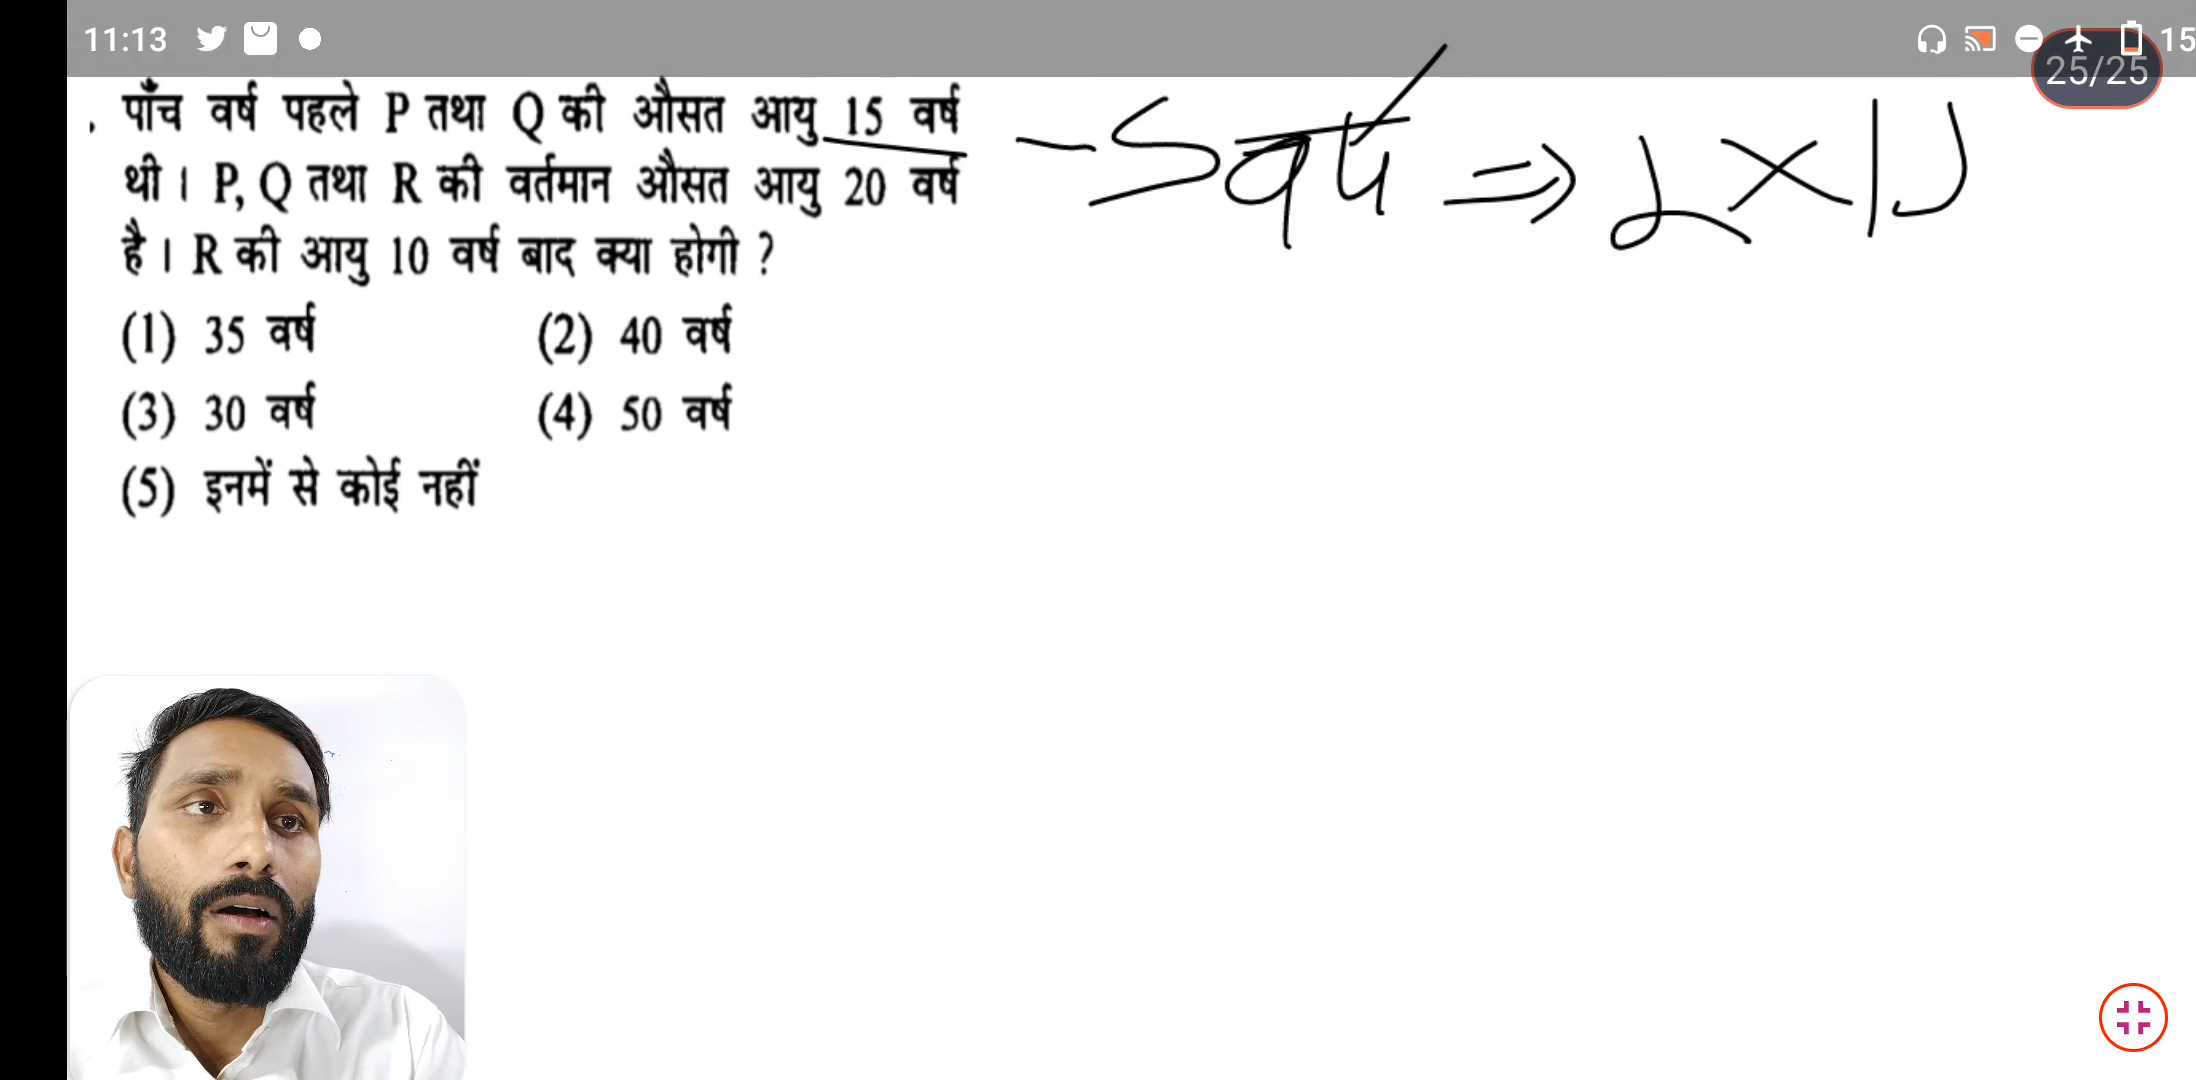 11:13
15
25/25
. पाँच वर्ष पहले P तथा Q की औसत आयु 15 वर्ष
थी । P, Q तथा R की वर्तमान औसत आयु 20 वर्ष
है । R की आयु 10 वर्ष बाद क्या होगी ?
(1) 35 वर्ष (2) 40 वर्ष
(3) 30 वर्ष (4) 50 वर्ष
(5) इनमें से कोई नहीं
-5 वर्ष ⇒ 2×1